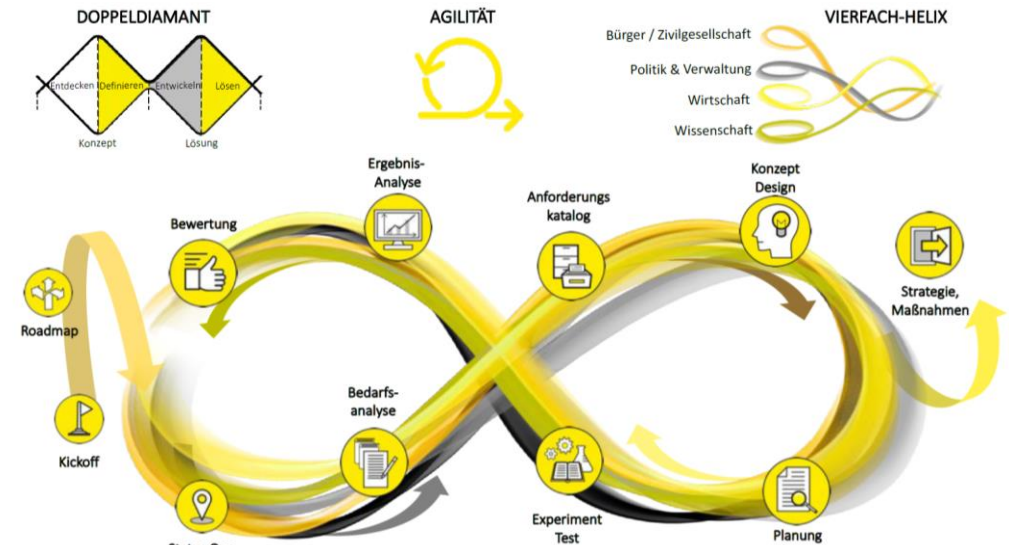 DOPPELDIAMANT
AGILITÄT
VIERFACH-HELIX
Entdecken
Definieren
Entwickeln
Lösen
Konzept
Lösung
Bürger / Zivilgesellschaft
Politik & Verwaltung
Wirtschaft
Wissenschaft
Roadmap
Kickoff
Bewertung
Ergebnis-
Analyse
Anforderungs
katalog
Konzept
Design
Strategie,
Maßnahmen
Bedarfs-
analyse
Experiment
Test
Planung